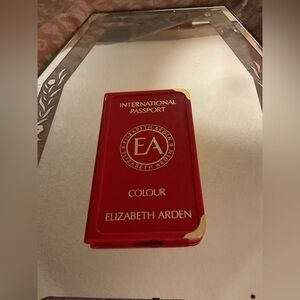 INTERNATIONAL
PASSPORT
ELIZABETH ARDEN
EA
ELIZABETH ARDEN
COLOUR
ELIZABETH ARDEN